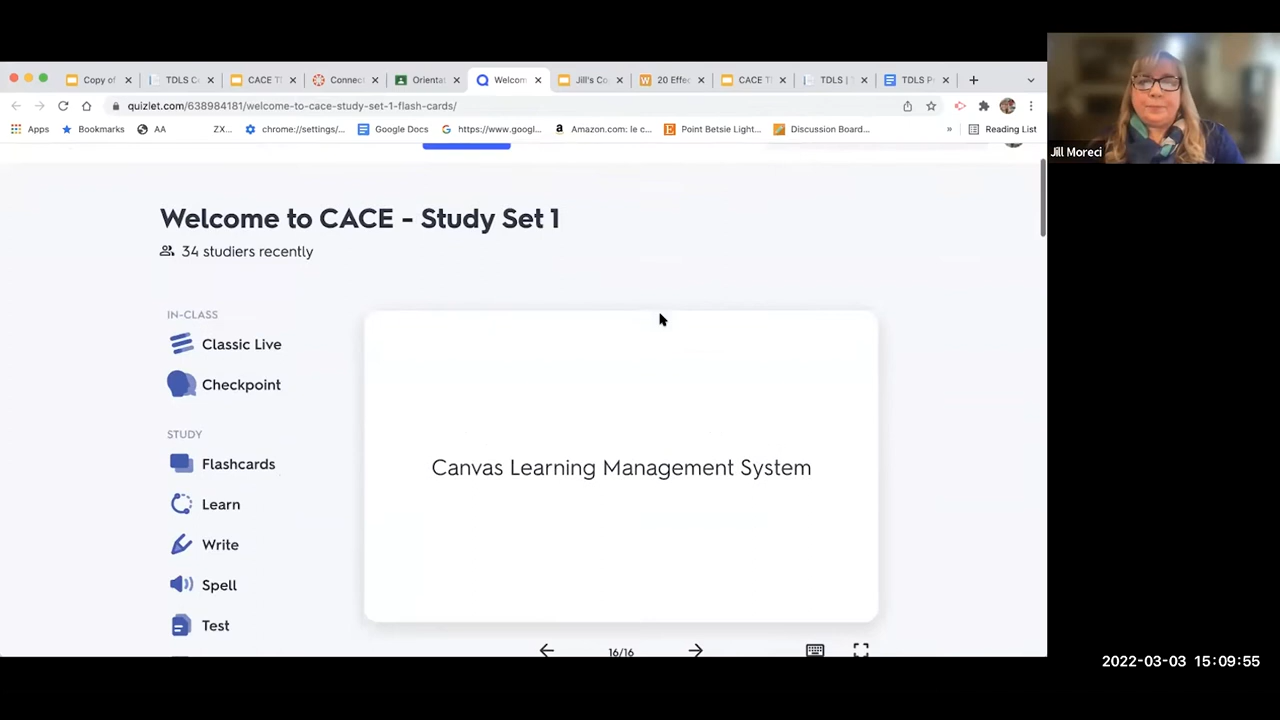 Copy of
TDLS C
CACE T
Connec
Orienta
Welcom
Jill's Co
20 Effec
CACE T
TDLS | 
TDLS P
quizlet.com/638984181/welcome-to-cace-study-set-1-flash-cards/
Apps
Bookmarks
AA
ZX...
chrome://settings/...
Google Docs
https://www.googl...
Amazon.com: le c...
Point Betsie Light...
Discussion Board...
»
Reading List
Jill Moreci
Welcome to CACE - Study Set 1
34 studiers recently
IN-CLASS
Classic Live
Checkpoint
STUDY
Flashcards
Learn
Write
Spell
Test
Canvas Learning Management System
16/16
2022-03-03 15:09:55